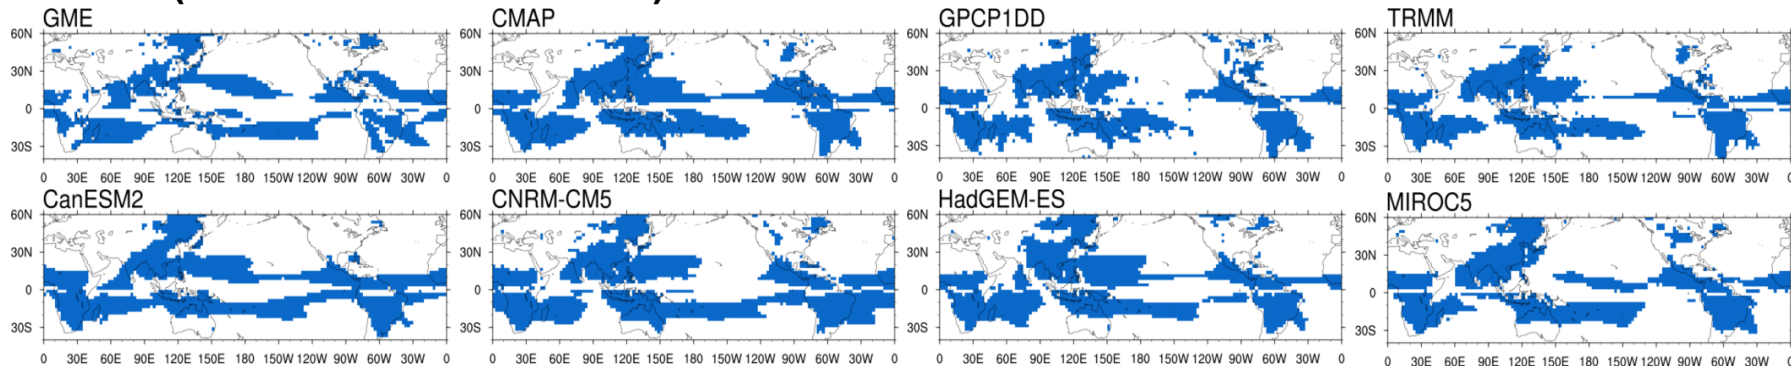 GME CMAP GPCP1DD TRMM
60N 60N 60N 60N
30N 30N 30N 30N
0 0 0 0
30S 30S 30S 30S
0 30E 60E 90E 120E 150E 180 150W 120W 90W 60W 30W 0 0 30E 60E 90E 120E 150E 180 150W 120W 90W 60W 30W 0 0 30E 60E 90E 120E 150E 180 150W 120W 90W 60W 30W 0 0 30E 60E 90E 120E 150E 180 150W 120W 90W 60W 30W 0
CanESM2 CNRM-CM5 HadGEM-ES MIROC5
60N 60N 60N 60N
30N 30N 30N 30N
0 0 0 0
30S 30S 30S 30S
0 30E 60E 90E 120E 150E 180 150W 120W 90W 60W 30W 0 0 30E 60E 90E 120E 150E 180 150W 120W 90W 60W 30W 0 0 30E 60E 90E 120E 150E 180 150W 120W 90W 60W 30W 0 0 30E 60E 90E 120E 150E 180 150W 120W 90W 60W 30W 0